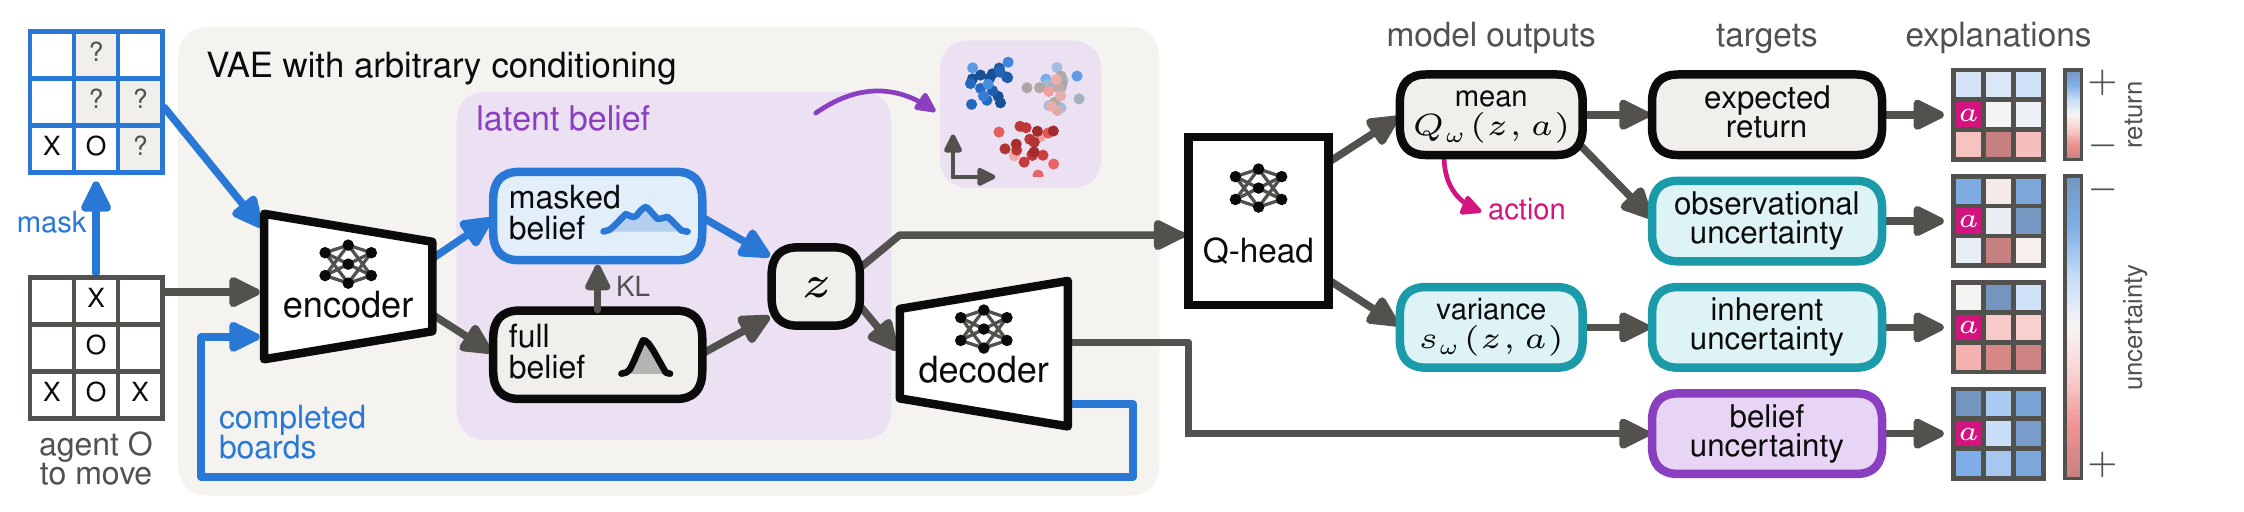 ?
? ?
X O ?
mask
X
O
X O X
agent O
to move
VAE with arbitrary conditioning
latent belief
encoder
masked
belief
KL
full
belief
completed
boards
z
decoder
Q-head
model outputs
mean
Qω(z, a)
action
variance
sω(z, a)
targets
expected
return
observational
uncertainty
inherent
uncertainty
belief
uncertainty
explanations
a
a
a
a
+
−
return
−
+
uncertainty